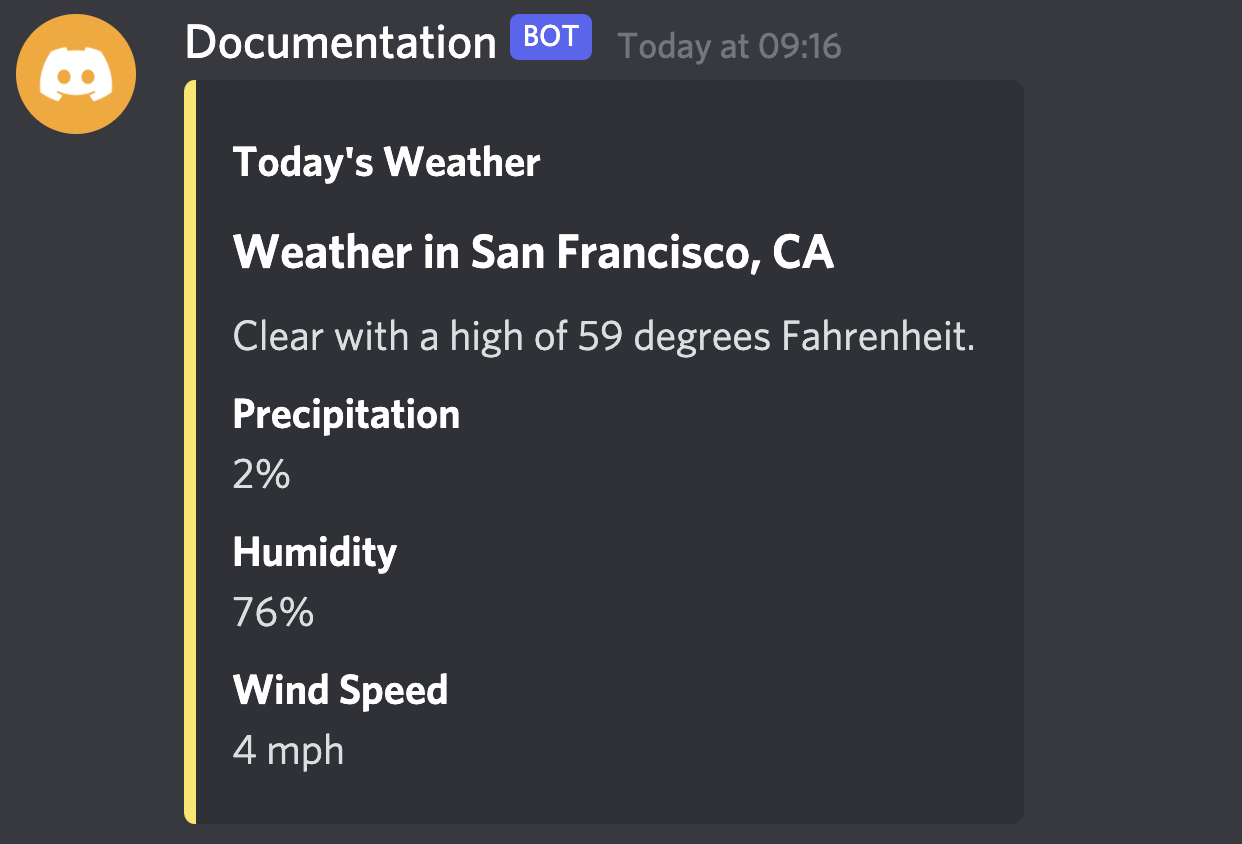 Documentation BOT Today at 09:16
Today's Weather
Weather in San Francisco, CA
Clear with a high of 59 degrees Fahrenheit.
Precipitation
2%
Humidity
76%
Wind Speed
4 mph